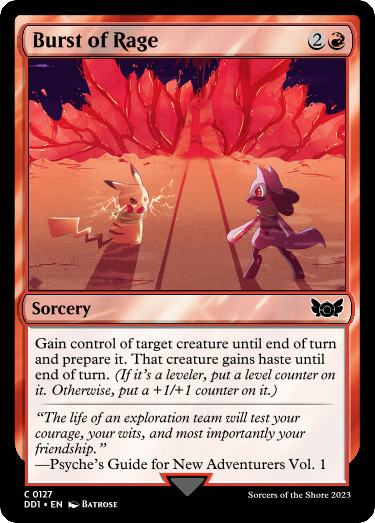 Burst of Rage
2
Sorcery
Gain control of target creature until end of turn
and prepare it. That creature gains haste until
end of turn. (If it's a leveler, put a level counter on
it. Otherwise, put a +1/+1 counter on it.)
“The life of an exploration team will test your
courage, your wits, and most importantly your
friendship.”
—Psyche's Guide for New Adventurers Vol. 1
C 0127
DD1 • EN Batrose
Sorcerers of the Shore 2023